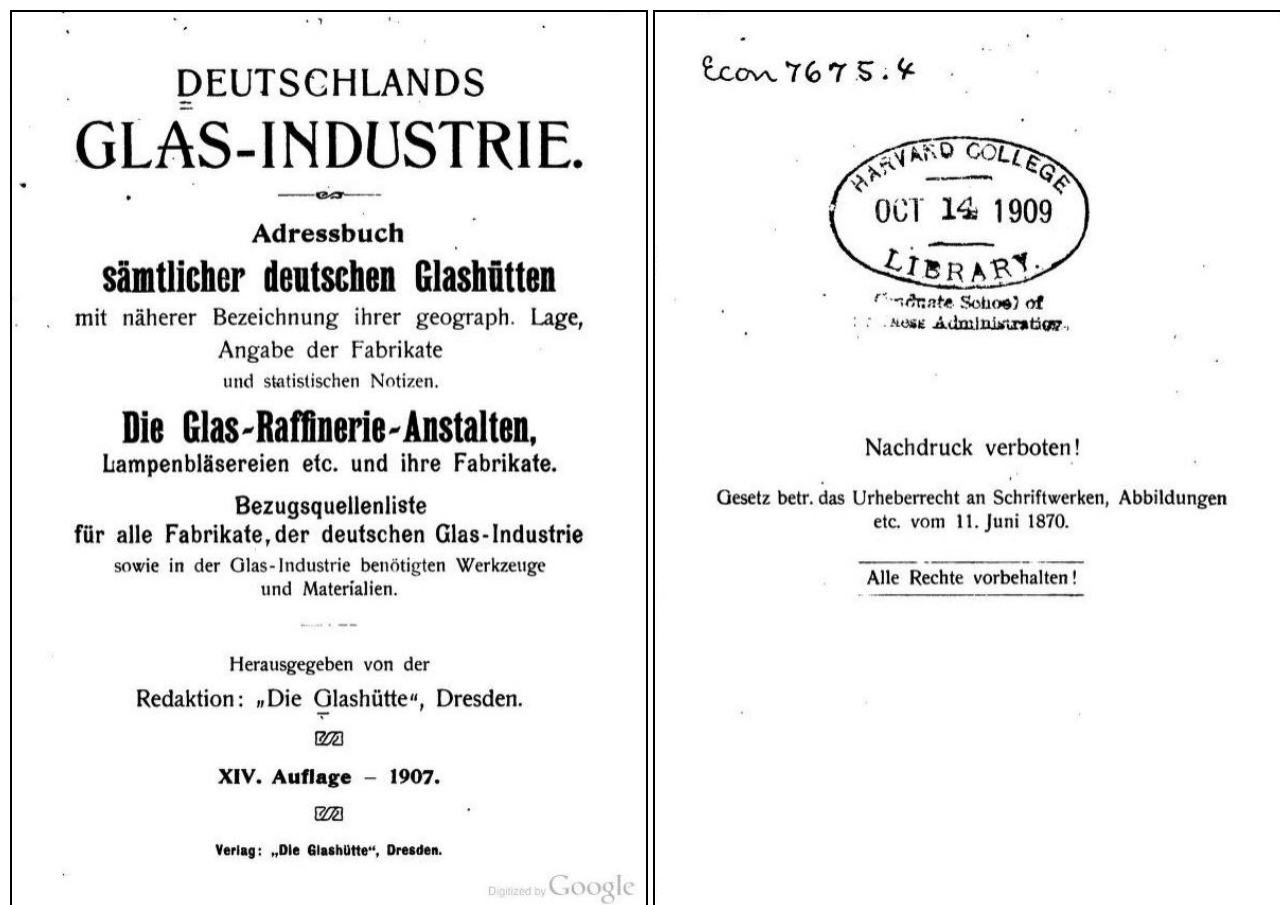 DEUTSCHLANDS
GLAS-INDUSTRIE.
Adressbuch
sämtlicher deutschen Glashütten
mit näherer Bezeichnung ihrer geograph. Lage,
Angabe der Fabrikate
und statistischen Notizen.
Die Glas-Raffinerie-Anstalten,
Lampenbläsereien etc. und ihre Fabrikate.
Bezugsquellenliste
für alle Fabrikate, der deutschen Glas-Industrie
sowie in der Glas-Industrie benötigten Werkzeuge
und Materialien.
Herausgegeben von der
Redaktion: „Die Glashütte“, Dresden.
XIV. Auflage – 1907.
Verlag: „Die Glashütte“, Dresden.
Digitized by Google
Econ 7675.4
HARVARD COLLEGE
OCT 14 1909
LIBRARY.
School of
Administration
Nachdruck verboten!
Gesetz betr. das Urheberrecht an Schriftwerken, Abbildungen
etc. vom 11. Juni 1870.
Alle Rechte vorbehalten!